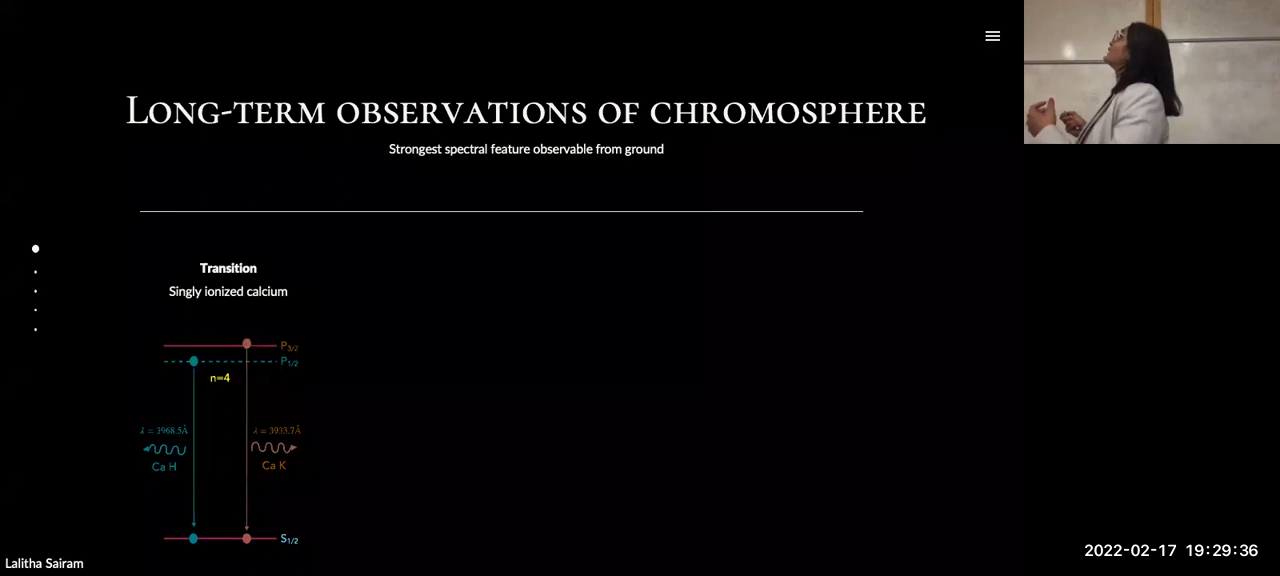 Long-term observations of chromosphere
Strongest spectral feature observable from ground
Transition
Singly ionized calcium
P3/2
P1/2
n=4
λ = 3968.5Å
λ = 3933.7Å
Ca H
Ca K
S1/2
Lalitha Sairam
2022-02-17 19:29:36